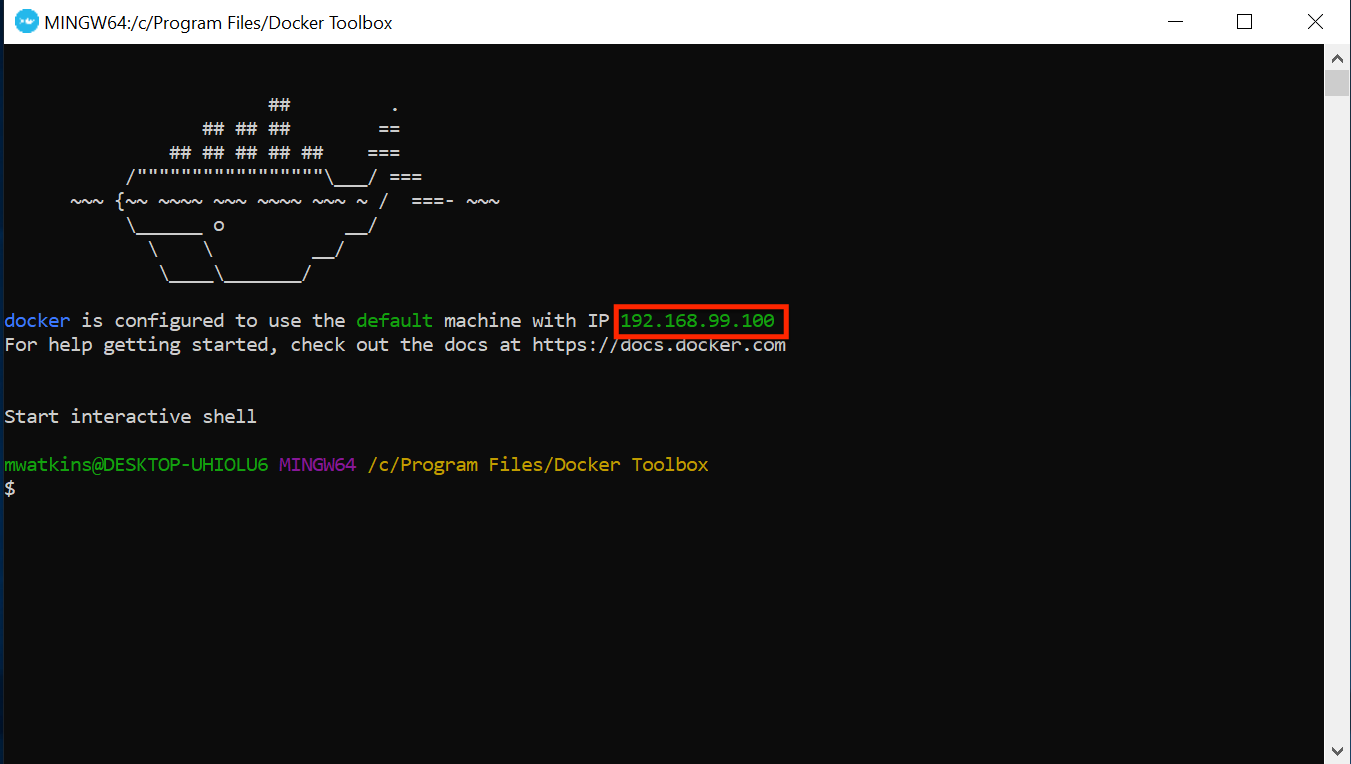 MINGW64:/c/Program Files/Docker Toolbox
                        ##         .
                  ## ## ##        ==
               ## ## ## ## ##    ===
           /"""""""""""""""""\___/ ===
      ~~~ {~~ ~~~~ ~~~ ~~~~ ~~~ ~ /  ===- ~~~
           \______ o           __/
             \    \         __/
              \____\_______/
docker is configured to use the default machine with IP 192.168.99.100
For help getting started, check out the docs at https://docs.docker.com
Start interactive shell
mwatkins@DESKTOP-UHIOLU6 MINGW64 /c/Program Files/Docker Toolbox
$